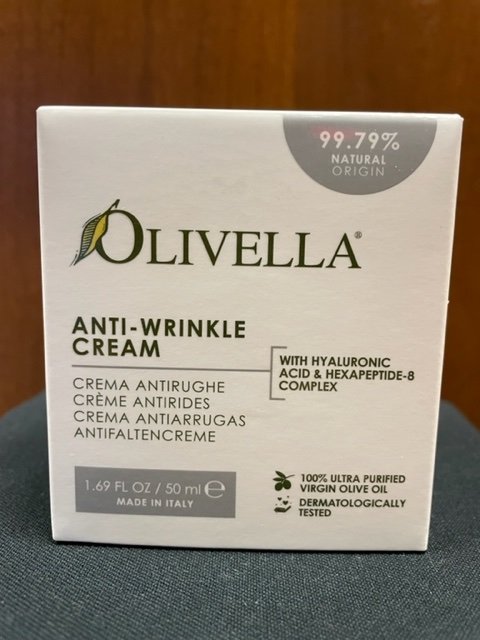 99.79%
NATURAL
ORIGIN
OLIVELLA®
ANTI-WRINKLE
CREAM
WITH HYALURONIC
ACID & HEXAPEPTIDE-8
COMPLEX
CREMA ANTIRUGHE
CRÈME ANTIRIDES
CREMA ANTIARRUGAS
ANTIFALTENCREME
1.69 FL OZ / 50 ml ℮
MADE IN ITALY
100% ULTRA PURIFIED
VIRGIN OLIVE OIL
DERMATOLOGICALLY
TESTED